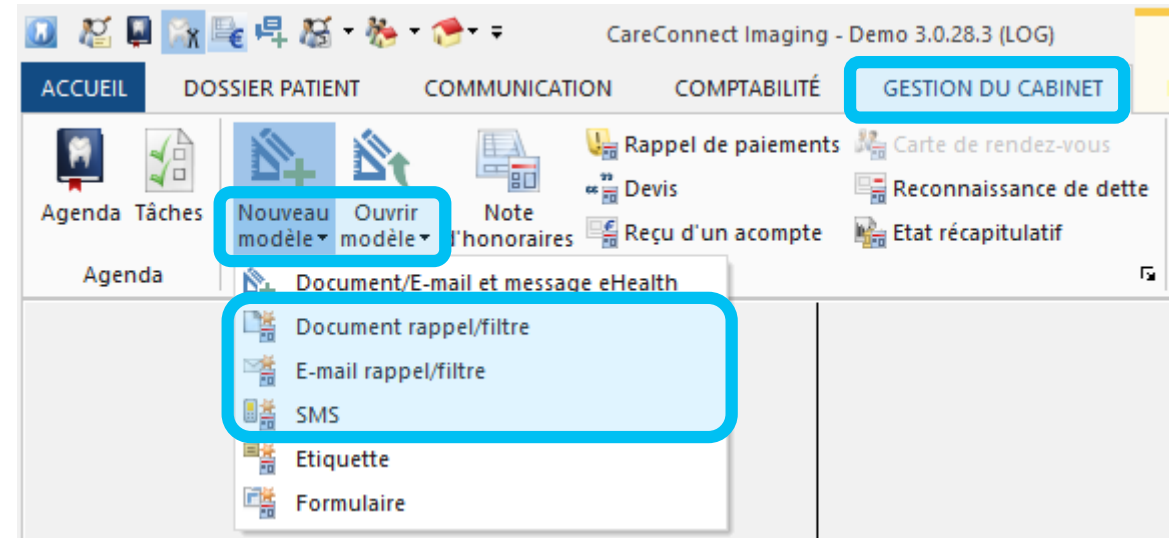 CareConnect Imaging - Demo 3.0.28.3 (LOG)
ACCUEIL DOSSIER PATIENT COMMUNICATION COMPTABILITÉ GESTION DU CABINET
Agenda Tâches
Nouveau modèle
Ouvrir modèle
Note d'honoraires
Rappel de paiements
Devis
Reçu d'un acompte
Carte de rendez-vous
Reconnaissance de dette
Etat récapitulatif
Agenda
Document/E-mail et message eHealth
Document rappel/filtre
E-mail rappel/filtre
SMS
Etiquette
Formulaire